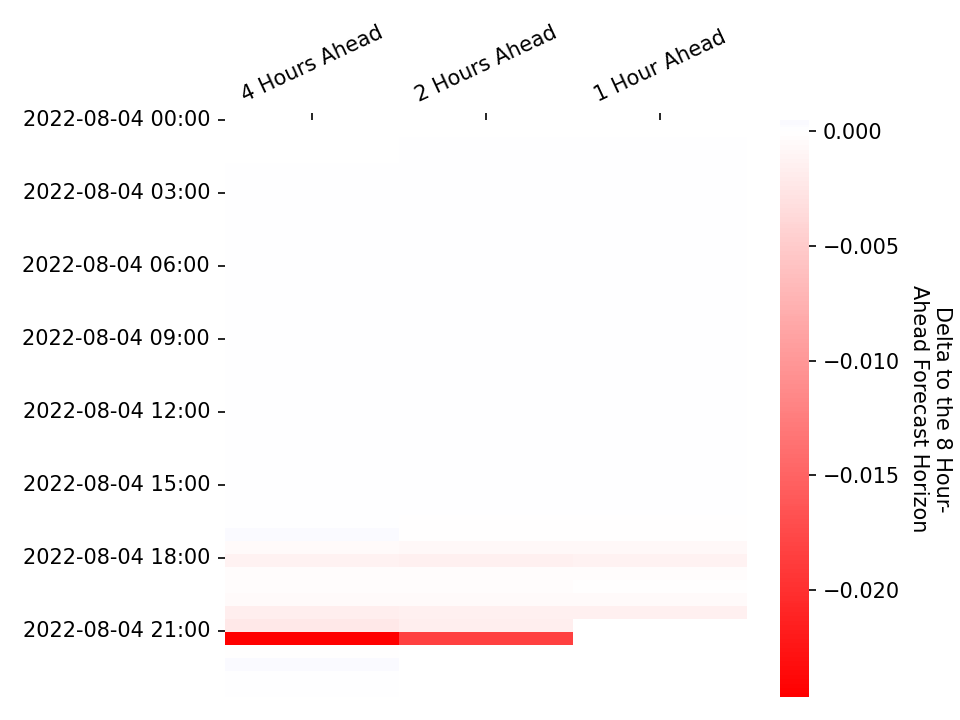 4 Hours Ahead
2 Hours Ahead
1 Hour Ahead
2022-08-04 00:00
2022-08-04 03:00
2022-08-04 06:00
2022-08-04 09:00
2022-08-04 12:00
2022-08-04 15:00
2022-08-04 18:00
2022-08-04 21:00
0.000
−0.005
−0.010
−0.015
−0.020
Delta to the 8 Hour-
Ahead Forecast Horizon